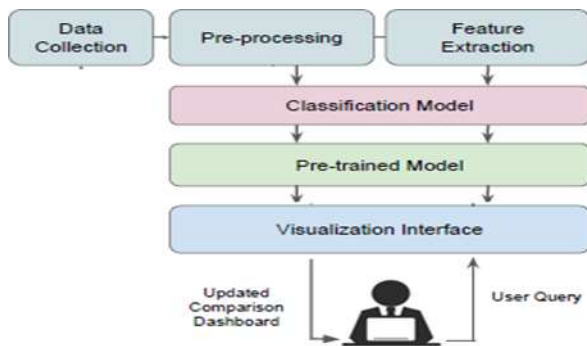 Data
Collection
Pre-processing
Feature
Extraction
Classification Model
Pre-trained Model
Visualization Interface
Updated
Comparison
Dashboard
User Query